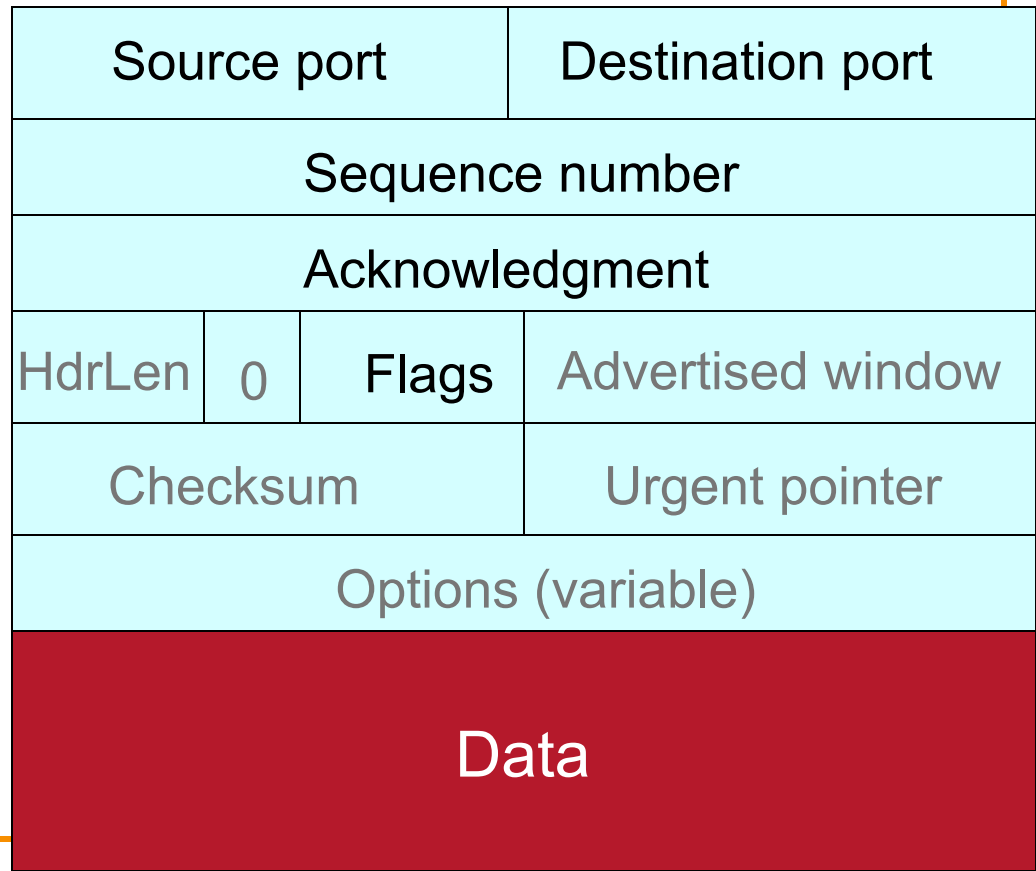 Source port Destination port
Sequence number
Acknowledgment
HdrLen 0 Flags Advertised window
Checksum Urgent pointer
Options (variable)
Data